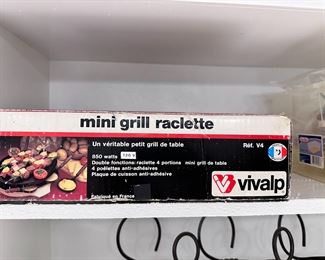 mini grill raclette
Un véritable petit grill de table
Réf. V4
850 watts
Double fonctions: raclette 4 portions mini grill de table
4 poêlettes anti-adhésives
Plaque de cuisson anti-adhésive
vivalp
Fabriqué en France